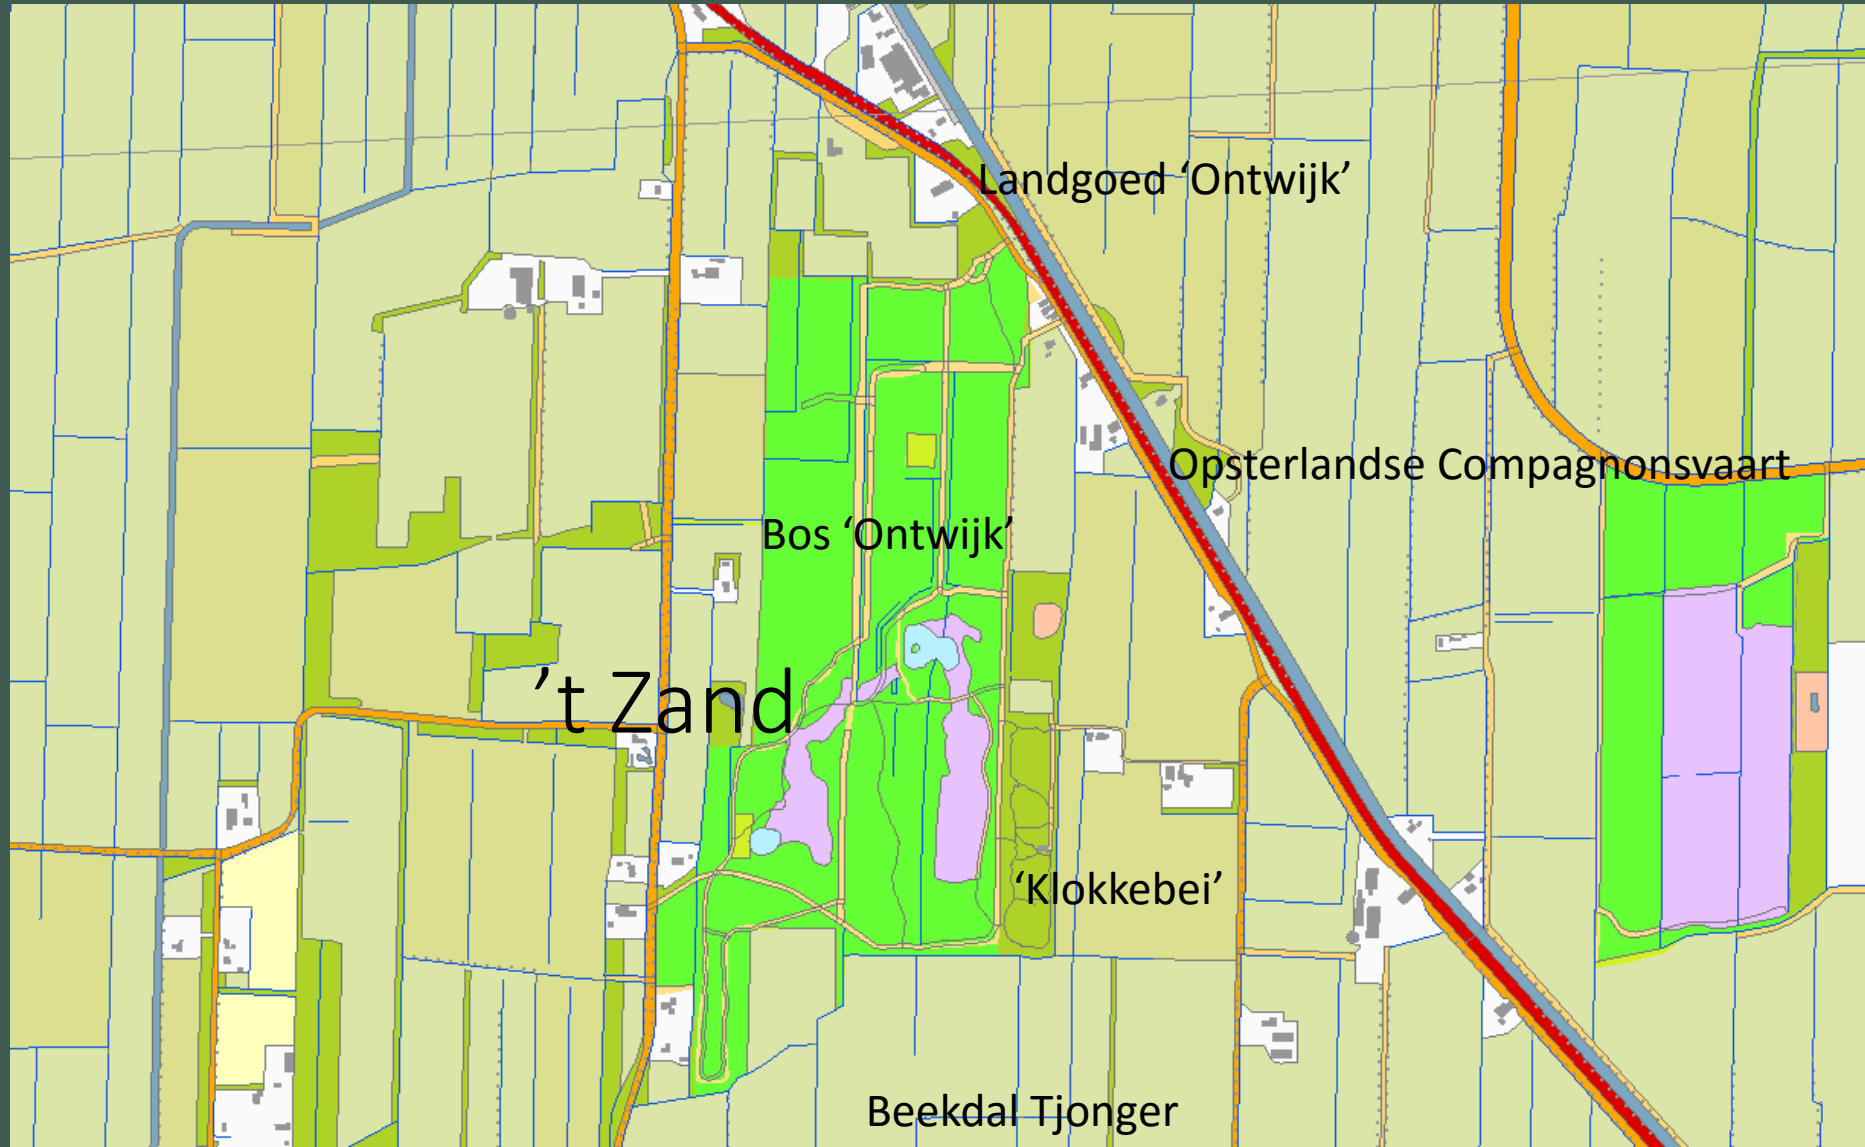 Landgoed ‘Ontwijk’
Opsterlandse Compagnonsvaart
Bos ‘Ontwijk’
’t Zand
‘Klokkebei’
Beekdal Tjonger